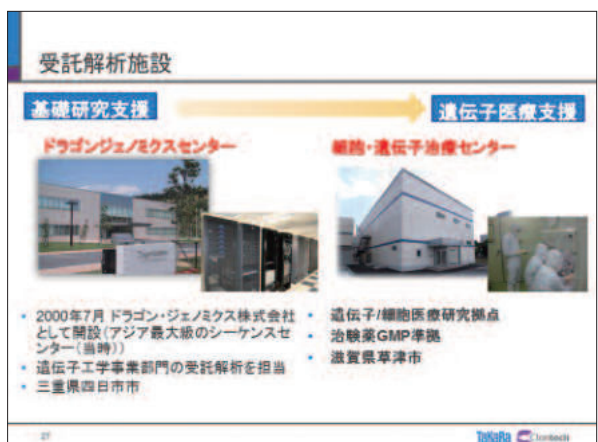 受託解析施設
基礎研究支援
遺伝子医療支援
ドラゴンジェノミクスセンター
細胞・遺伝子治療センター
• 2000年7月 ドラゴン・ジェノミクス株式会社
として開設(アジア最大級のシーケンスセ
ンター(当時))
• 遺伝子工学事業部門の受託解析を担当
• 三重県四日市市
• 遺伝子/細胞医療研究拠点
• 治験薬GMP準拠
• 滋賀県草津市
27
TaKaRa Clontech